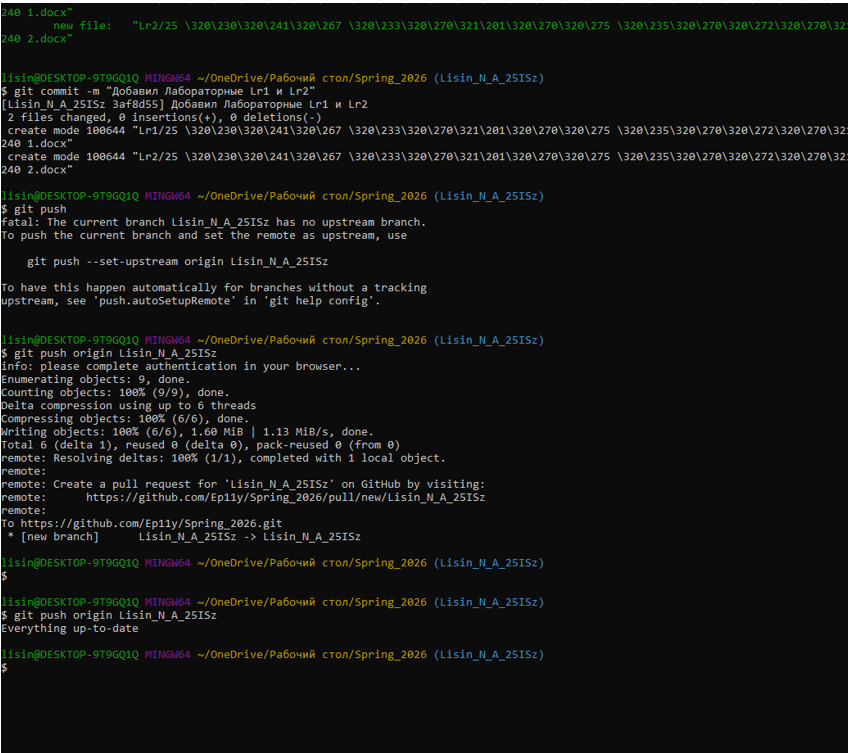 240 1.docx"
new file:   "Lr2/25 \320\230\320\241\320\267 \320\233\320\270\321\201\320\270\320\275 \320\235\320\270\320\272\320\270\321
240 2.docx"
lisin@DESKTOP-9T9GQ1Q MINGW64 ~/OneDrive/Рабочий стол/Spring_2026 (Lisin_N_A_25ISz)
$ git commit -m "Добавил Лабораторные Lr1 и Lr2"
[Lisin_N_A_25ISz 3af8d55] Добавил Лабораторные Lr1 и Lr2
2 files changed, 0 insertions(+), 0 deletions(-)
create mode 100644 "Lr1/25 \320\230\320\241\320\267 \320\233\320\270\321\201\320\270\320\275 \320\235\320\270\320\272\320\270\321
240 1.docx"
create mode 100644 "Lr2/25 \320\230\320\241\320\267 \320\233\320\270\321\201\320\270\320\275 \320\235\320\270\320\272\320\270\321
240 2.docx"
lisin@DESKTOP-9T9GQ1Q MINGW64 ~/OneDrive/Рабочий стол/Spring_2026 (Lisin_N_A_25ISz)
$ git push
fatal: The current branch Lisin_N_A_25ISz has no upstream branch.
To push the current branch and set the remote as upstream, use
git push --set-upstream origin Lisin_N_A_25ISz
To have this happen automatically for branches without a tracking
upstream, see 'push.autoSetupRemote' in 'git help config'.
lisin@DESKTOP-9T9GQ1Q MINGW64 ~/OneDrive/Рабочий стол/Spring_2026 (Lisin_N_A_25ISz)
$ git push origin Lisin_N_A_25ISz
info: please complete authentication in your browser...
Enumerating objects: 9, done.
Counting objects: 100% (9/9), done.
Delta compression using up to 6 threads
Compressing objects: 100% (6/6), done.
Writing objects: 100% (6/6), 1.60 MiB | 1.13 MiB/s, done.
Total 6 (delta 1), reused 0 (delta 0), pack-reused 0 (from 0)
remote: Resolving deltas: 100% (1/1), completed with 1 local object.
remote:
remote: Create a pull request for 'Lisin_N_A_25ISz' on GitHub by visiting:
remote:      https://github.com/Ep11y/Spring_2026/pull/new/Lisin_N_A_25ISz
remote:
To https://github.com/Ep11y/Spring_2026.git
* [new branch]      Lisin_N_A_25ISz -> Lisin_N_A_25ISz
lisin@DESKTOP-9T9GQ1Q MINGW64 ~/OneDrive/Рабочий стол/Spring_2026 (Lisin_N_A_25ISz)
$
lisin@DESKTOP-9T9GQ1Q MINGW64 ~/OneDrive/Рабочий стол/Spring_2026 (Lisin_N_A_25ISz)
$ git push origin Lisin_N_A_25ISz
Everything up-to-date
lisin@DESKTOP-9T9GQ1Q MINGW64 ~/OneDrive/Рабочий стол/Spring_2026 (Lisin_N_A_25ISz)
$